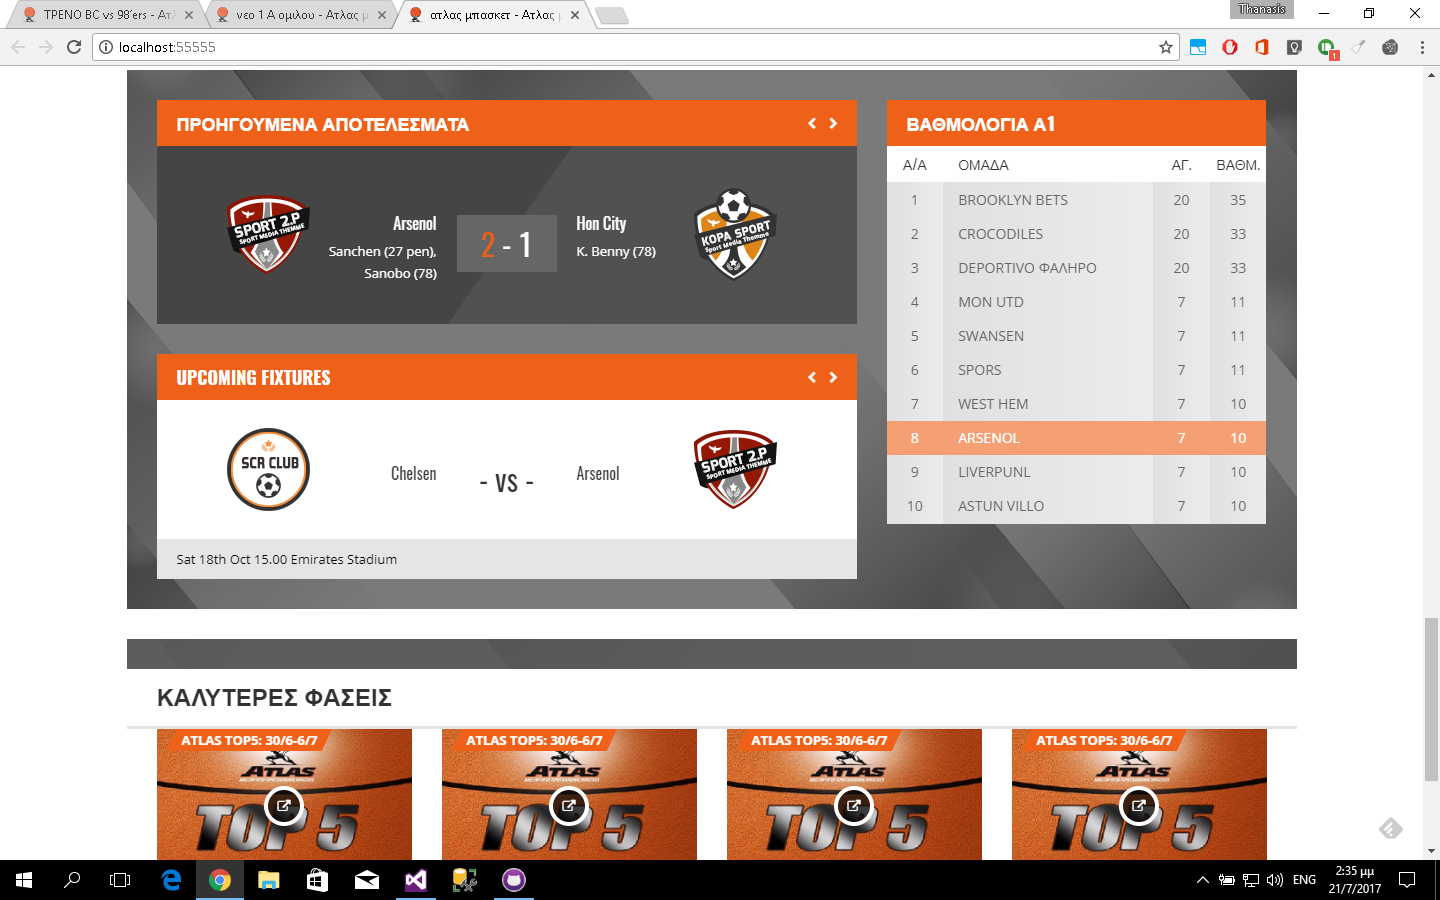 ΤΡΕΝΟ BC vs 98'ers - Ατλ
νεο 1 Α ομιλου - Ατλας μ
ατλας μπασκετ - Ατλας μ
Thanasis
localhost:55555
1
ΠΡΟΗΓΟΥΜΕΝΑ ΑΠΟΤΕΛΕΣΜΑΤΑ
SPORT 2.P
SPORT MEDIA THEMME
Arsenol
Sanchen (27 pen),
Sanobo (78)
2 - 1
Hon City
K. Benny (78)
KOPA SPORT
Sport Media Themme
UPCOMING FIXTURES
SCR CLUB
Chelsen
- VS -
Arsenol
SPORT 2.P
SPORT MEDIA THEMME
Sat 18th Oct 15.00 Emirates Stadium
ΒΑΘΜΟΛΟΓΙΑ Α1
Α/Α ΟΜΑΔΑ ΑΓ. ΒΑΘΜ.
1 BROOKLYN BETS 20 35
2 CROCODILES 20 33
3 DEPORTIVO ΦΑΛΗΡΟ 20 33
4 MON UTD 7 11
5 SWANSEN 7 11
6 SPORS 7 11
7 WEST HEM 7 10
8 ARSENOL 7 10
9 LIVERPUNL 7 10
10 ASTUN VILLO 7 10
ΚΑΛΥΤΕΡΕΣ ΦΑΣΕΙΣ
ATLAS TOP5: 30/6-6/7
ATLAS
TOP 5
ATLAS TOP5: 30/6-6/7
ATLAS
TOP 5
ATLAS TOP5: 30/6-6/7
ATLAS
TOP 5
ATLAS TOP5: 30/6-6/7
ATLAS
TOP 5
ENG
2:35 μμ
21/7/2017